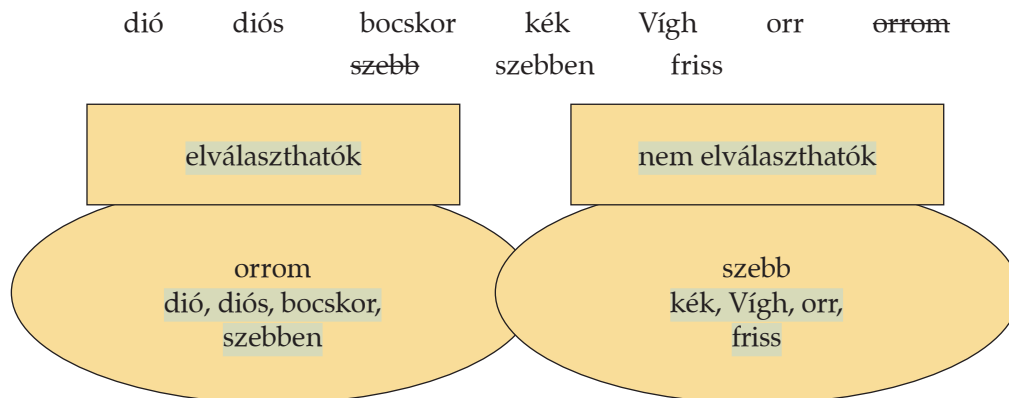 dió diós bocskor kék Vígh orr orrom
szebb szebben friss
elválaszthatók
nem elválaszthatók
orrom
dió, diós, bocskor,
szebben
szebb
kék, Vígh, orr,
friss